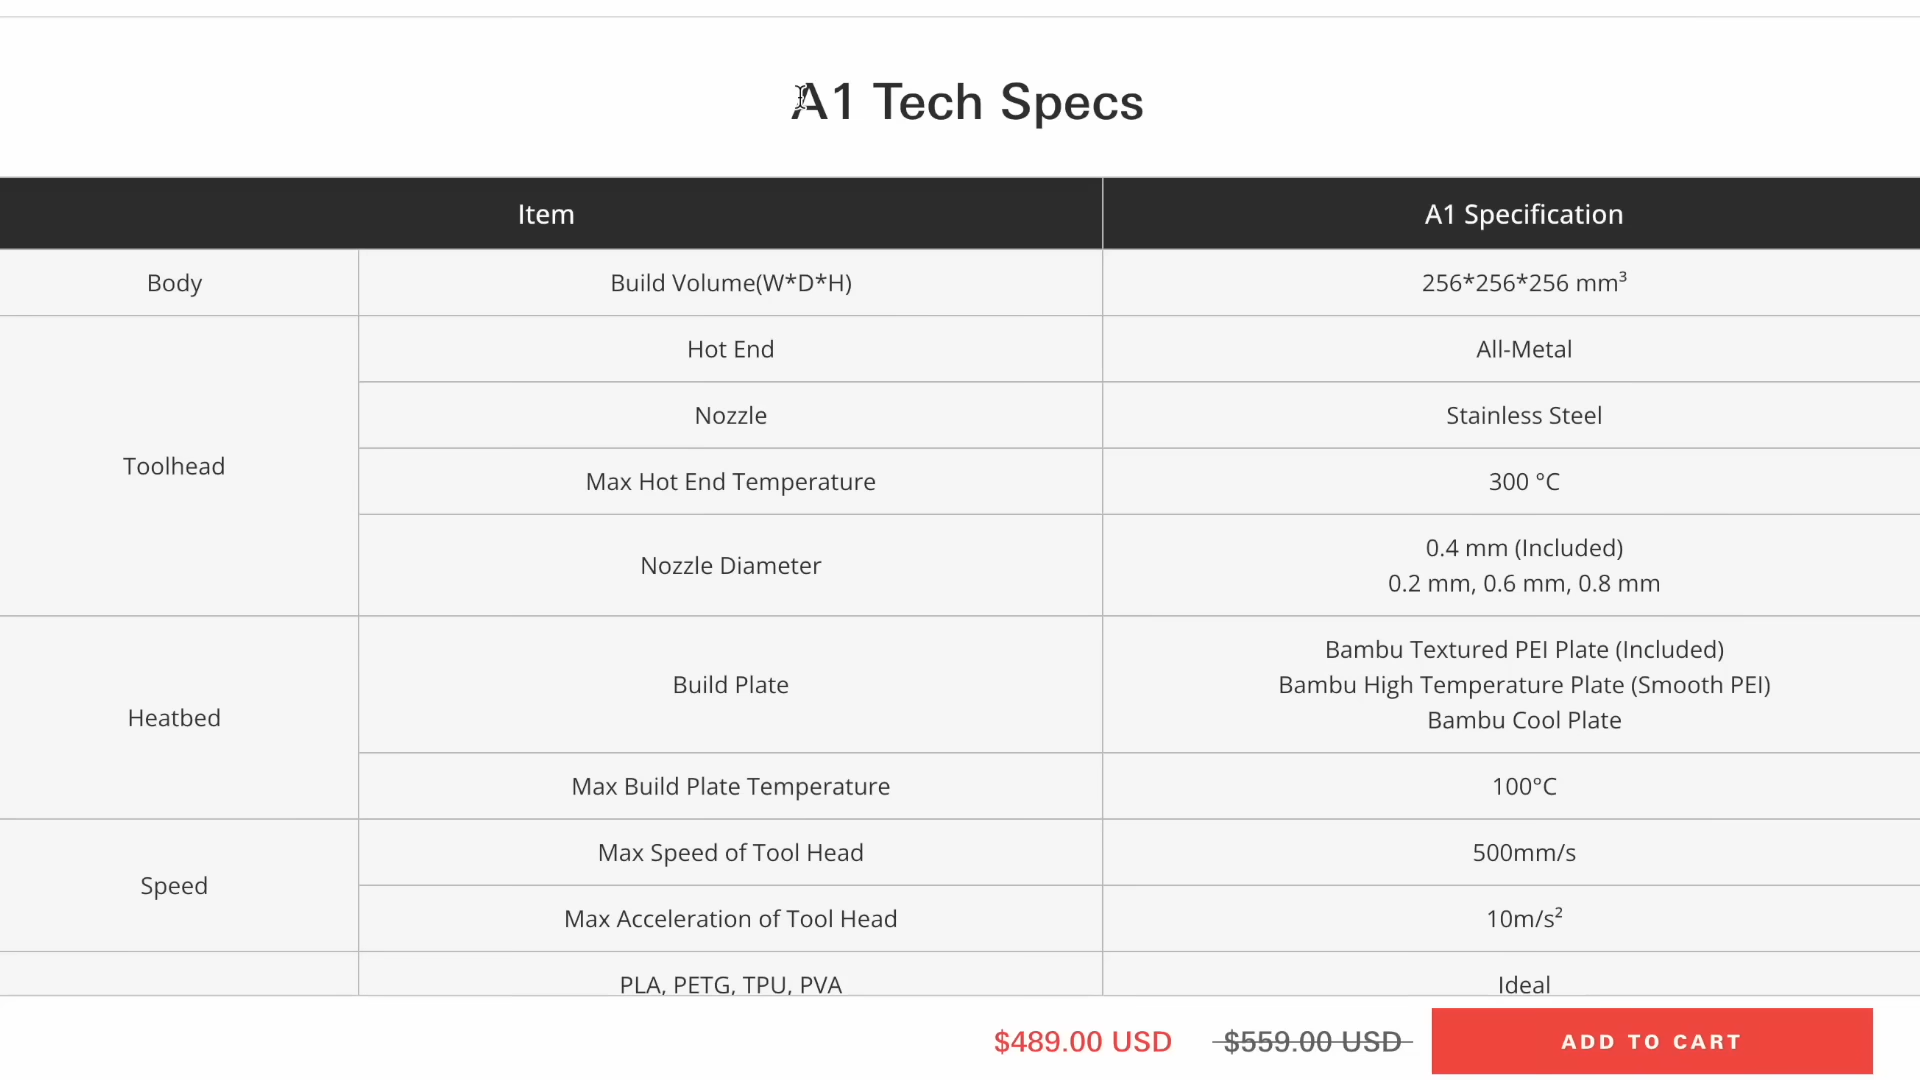 A1 Tech Specs
Item
A1 Specification
Body
Build Volume(W*D*H)
256*256*256 mm³
Toolhead
Hot End
All-Metal
Nozzle
Stainless Steel
Max Hot End Temperature
300 °C
Nozzle Diameter
0.4 mm (Included)
0.2 mm, 0.6 mm, 0.8 mm
Heatbed
Build Plate
Bambu Textured PEI Plate (Included)
Bambu High Temperature Plate (Smooth PEI)
Bambu Cool Plate
Max Build Plate Temperature
100°C
Speed
Max Speed of Tool Head
500mm/s
Max Acceleration of Tool Head
10m/s²
PLA, PETG, TPU, PVA
Ideal
$489.00 USD
$559.00 USD
ADD TO CART